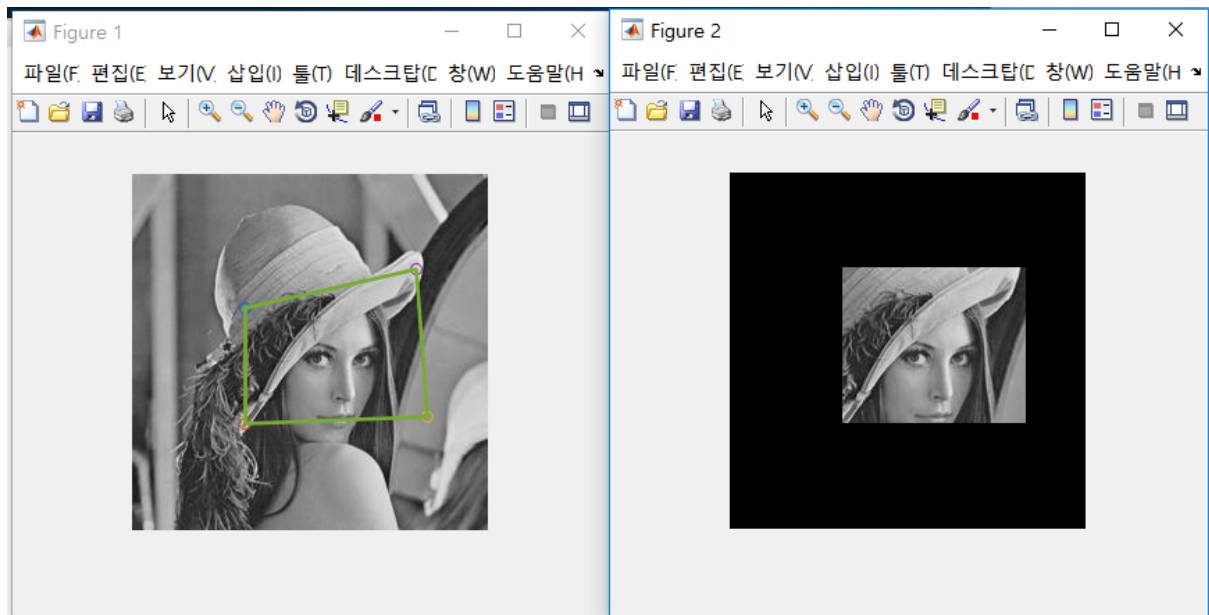 Figure 1
파일(F 편집(E 보기(V. 삽입(I) 툴(T) 데스크탑(D 창(W) 도움말(H
Figure 2
파일(F. 편집(E 보기(V. 삽입(I) 툴(T) 데스크탑(D 창(W) 도움말(H